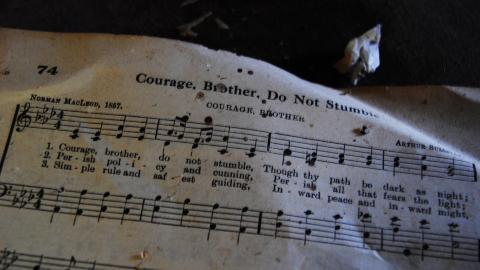 74
Courage, Brother, Do Not Stumble
NORMAN MACLEOD, 1857.
COURAGE, BROTHER
ARTHUR
1. Courage, brother, do not stumble, Though thy path be dark as night;
2. Per - ish pol - i - cy and cunning, Per - ish all that fears the light;
3. Sim - ple rule and saf - est guiding, In - ward peace and in - ward might,